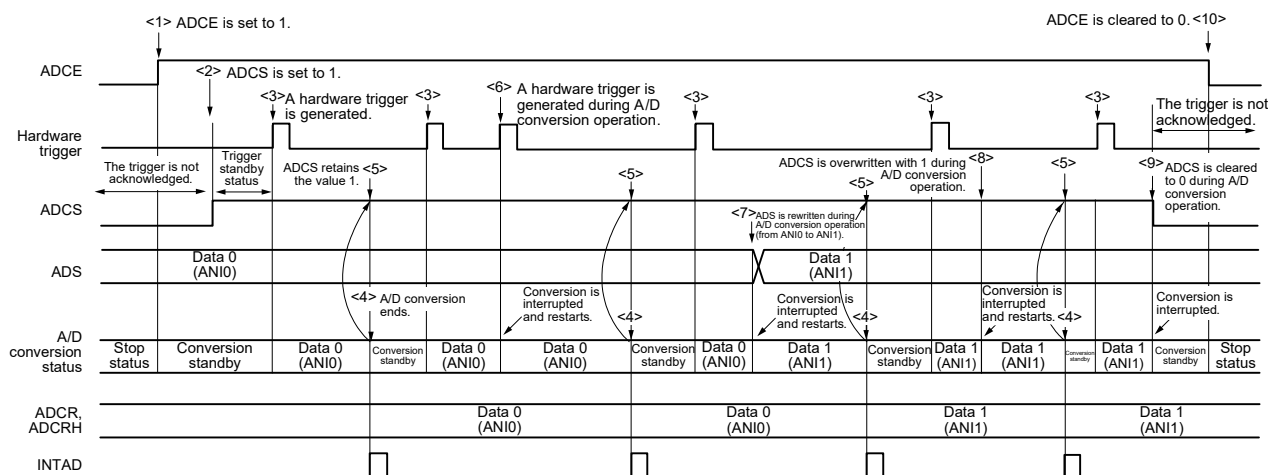 <1> ADCE is set to 1.
ADCE is cleared to 0. <10>
ADCE
<2> ADCS is set to 1.
<3> A hardware trigger
is generated.
<3>
<6> A hardware trigger is
generated during A/D
conversion operation.
<3>
<3>
<3>
The trigger is not
acknowledged.
Hardware
trigger
The trigger is not
acknowledged.
Trigger
standby
status
ADCS retains
the value 1.
<5>
<5>
ADCS is overwritten with 1 during
A/D conversion
operation.
<5>
<8>
<5>
<9> ADCS is cleared
to 0 during A/D
conversion
operation.
ADCS
<7> ADS is rewritten during
A/D conversion operation
(from ANI0 to ANI1).
ADS
Data 0
(ANI0)
Data 1
(ANI1)
<4> A/D conversion
ends.
Conversion is
interrupted
and restarts.
<4>
Conversion is
interrupted
and restarts.
<4>
Conversion is
interrupted
and restarts.
<4>
Conversion is
interrupted.
A/D
conversion
status
Stop
status
Conversion
standby
Data 0
(ANI0)
Conversion
standby
Data 0
(ANI0)
Data 0
(ANI0)
Conversion
standby
Data 0
(ANI0)
Data 1
(ANI1)
Conversion
standby
Data 1
(ANI1)
Data 1
(ANI1)
Conversion
standby
Data 1
(ANI1)
Conversion
standby
Stop
status
ADCR,
ADCRH
Data 0
(ANI0)
Data 0
(ANI0)
Data 1
(ANI1)
Data 1
(ANI1)
INTAD